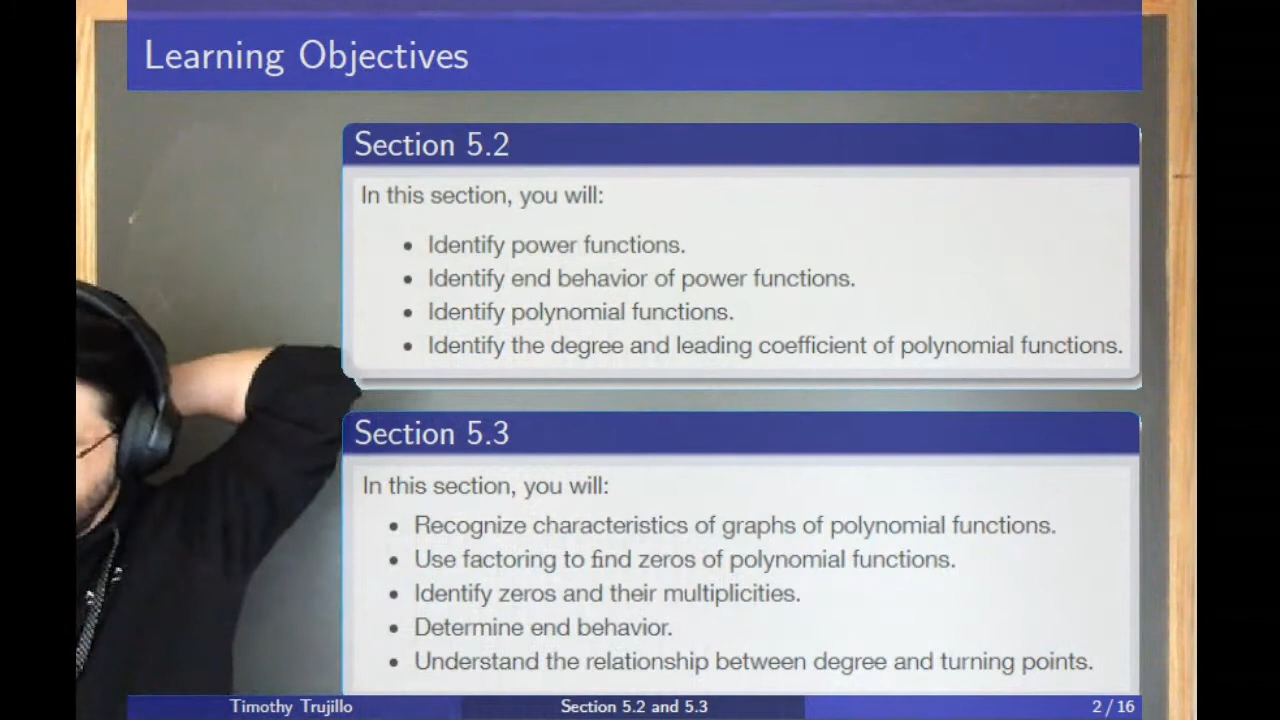 Learning Objectives
Section 5.2
In this section, you will:
• Identify power functions.
• Identify end behavior of power functions.
• Identify polynomial functions.
• Identify the degree and leading coefficient of polynomial functions.
Section 5.3
In this section, you will:
• Recognize characteristics of graphs of polynomial functions.
• Use factoring to find zeros of polynomial functions.
• Identify zeros and their multiplicities.
• Determine end behavior.
• Understand the relationship between degree and turning points.
Timothy Trujillo Section 5.2 and 5.3 2 / 16